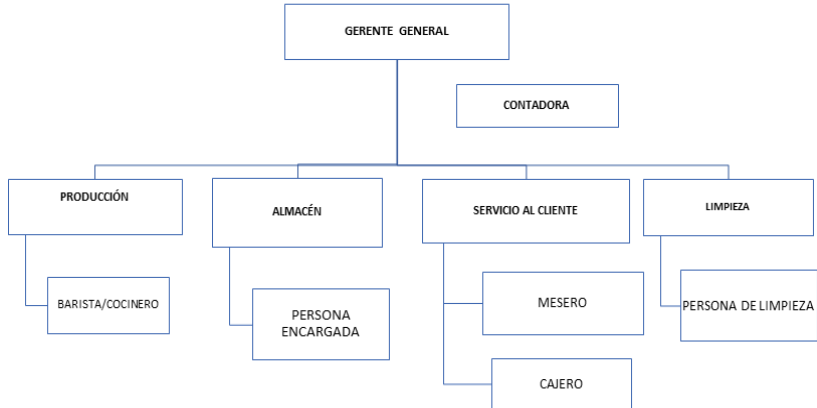 GERENTE GENERAL
CONTADORA
PRODUCCIÓN
ALMACÉN
SERVICIO AL CLIENTE
LIMPIEZA
BARISTA/COCINERO
PERSONA
ENCARGADA
MESERO
PERSONA DE LIMPIEZA
CAJERO